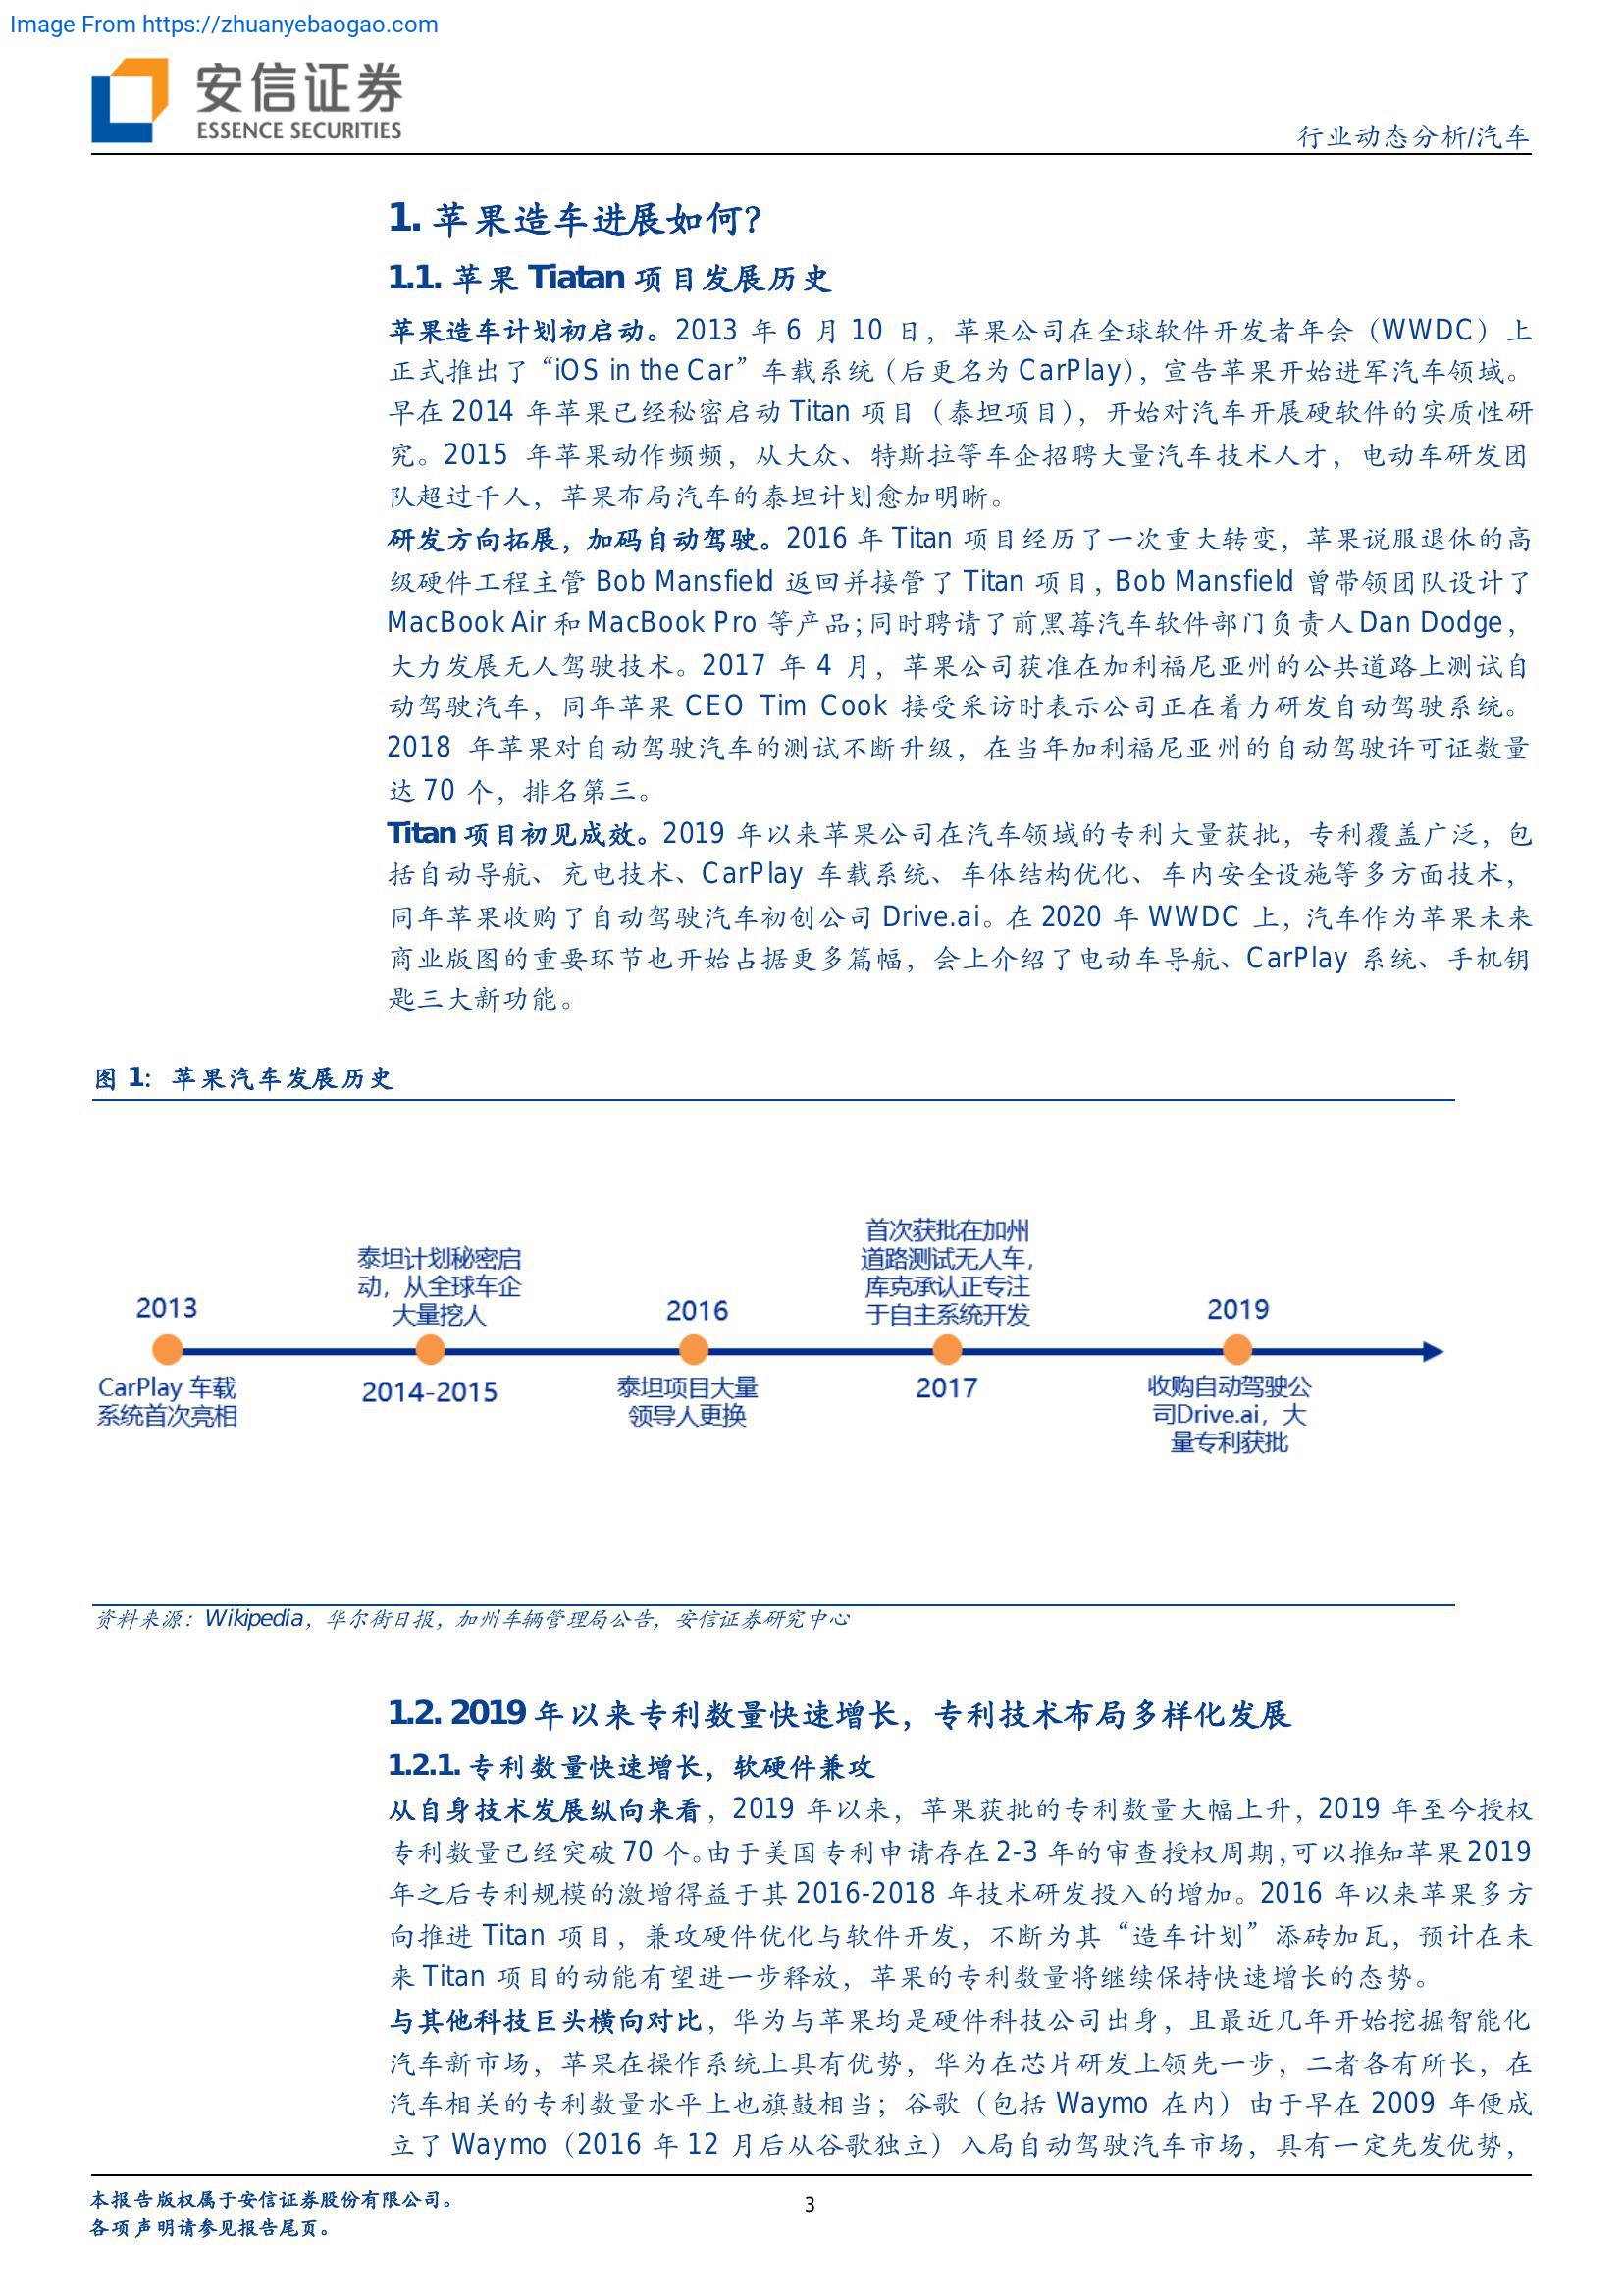 Image From https://zhuanyebaogao.com
安信证券
ESSENCE SECURITIES
行业动态分析/汽车
1. 苹果造车进展如何？
1.1. 苹果 Tiatan 项目发展历史
苹果造车计划初启动。2013 年 6 月 10 日，苹果公司在全球软件开发者年会（WWDC）上
正式推出了“iOS in the Car”车载系统（后更名为 CarPlay），宣告苹果开始进军汽车领域。
早在 2014 年苹果已经秘密启动 Titan 项目（泰坦项目），开始对汽车开展硬软件的实质性研
究。2015 年苹果动作频频，从大众、特斯拉等车企招聘大量汽车技术人才，电动车研发团
队超过千人，苹果布局汽车的泰坦计划愈加明晰。
研发方向拓展，加码自动驾驶。2016 年 Titan 项目经历了一次重大转变，苹果说服退休的高
级硬件工程主管 Bob Mansfield 返回并接管了 Titan 项目，Bob Mansfield 曾带领团队设计了
MacBook Air 和 MacBook Pro 等产品；同时聘请了前黑莓汽车软件部门负责人 Dan Dodge，
大力发展无人驾驶技术。2017 年 4 月，苹果公司获准在加利福尼亚州的公共道路上测试自
动驾驶汽车，同年苹果 CEO Tim Cook 接受采访时表示公司正在着力研发自动驾驶系统。
2018 年苹果对自动驾驶汽车的测试不断升级，在当年加利福尼亚州的自动驾驶许可证数量
达 70 个，排名第三。
Titan 项目初见成效。2019 年以来苹果公司在汽车领域的专利大量获批，专利覆盖广泛，包
括自动导航、充电技术、CarPlay 车载系统、车体结构优化、车内安全设施等多方面技术，
同年苹果收购了自动驾驶汽车初创公司 Drive.ai。在 2020 年 WWDC 上，汽车作为苹果未来
商业版图的重要环节也开始占据更多篇幅，会上介绍了电动车导航、CarPlay 系统、手机钥
匙三大新功能。
图 1：苹果汽车发展历史
2013
CarPlay 车载
系统首次亮相
泰坦计划秘密启
动，从全球车企
大量挖人
2014-2015
2016
泰坦项目大量
领导人更换
首次获批在加州
道路测试无人车，
库克承认正专注
于自主系统开发
2017
2019
收购自动驾驶公
司Drive.ai，大
量专利获批
资料来源：Wikipedia，华尔街日报，加州车辆管理局公告，安信证券研究中心
1.2. 2019 年以来专利数量快速增长，专利技术布局多样化发展
1.2.1. 专利数量快速增长，软硬件兼攻
从自身技术发展纵向来看，2019 年以来，苹果获批的专利数量大幅上升，2019 年至今授权
专利数量已经突破 70 个。由于美国专利申请存在 2-3 年的审查授权周期，可以推知苹果 2019
年之后专利规模的激增得益于其 2016-2018 年技术研发投入的增加。2016 年以来苹果多方
向推进 Titan 项目，兼攻硬件优化与软件开发，不断为其“造车计划”添砖加瓦，预计在未
来 Titan 项目的动能有望进一步释放，苹果的专利数量将继续保持快速增长的态势。
与其他科技巨头横向对比，华为与苹果均是硬件科技公司出身，且最近几年开始挖掘智能化
汽车新市场，苹果在操作系统上具有优势，华为在芯片研发上领先一步，二者各有所长，在
汽车相关的专利数量水平上也旗鼓相当；谷歌（包括 Waymo 在内）由于早在 2009 年便成
立了 Waymo（2016 年 12 月后从谷歌独立）入局自动驾驶汽车市场，具有一定先发优势，
本报告版权属于安信证券股份有限公司。
各项声明请参见报告尾页。
3